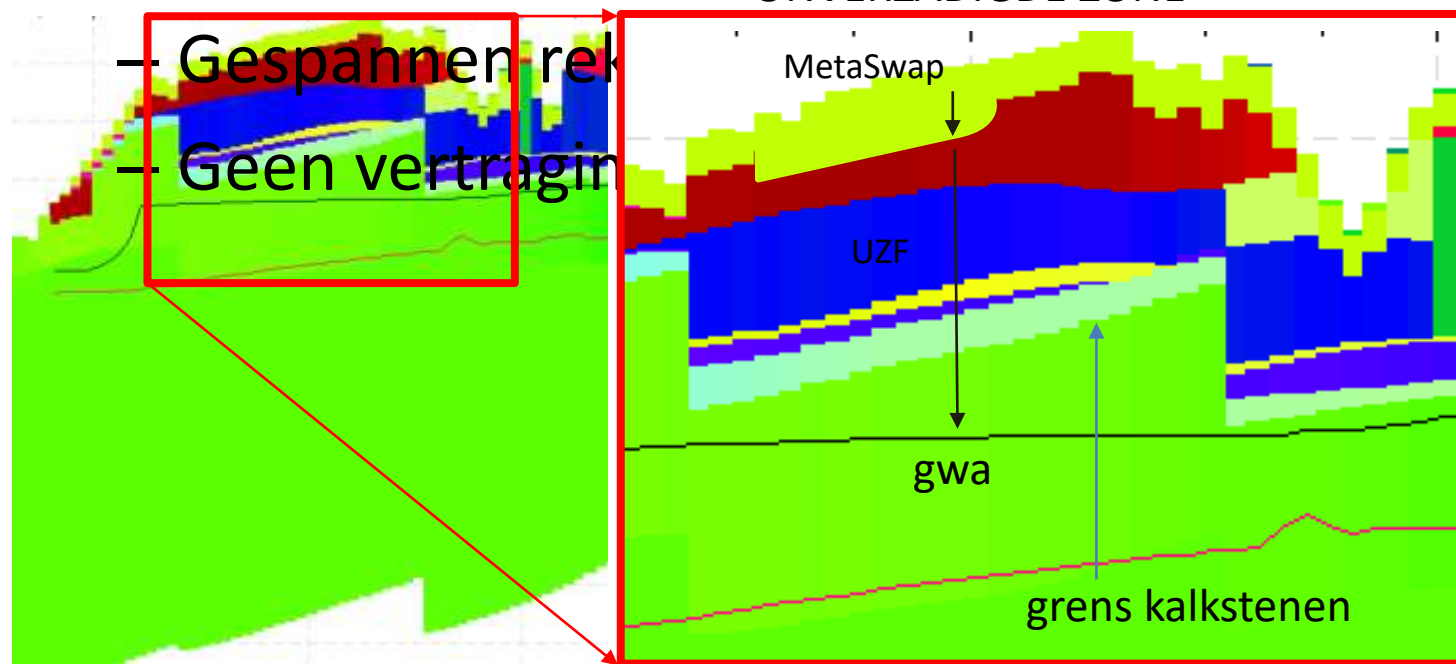 – Gespannen rek
– Geen vertragin
MetaSwap
UZF
gwa
grens kalkstenen